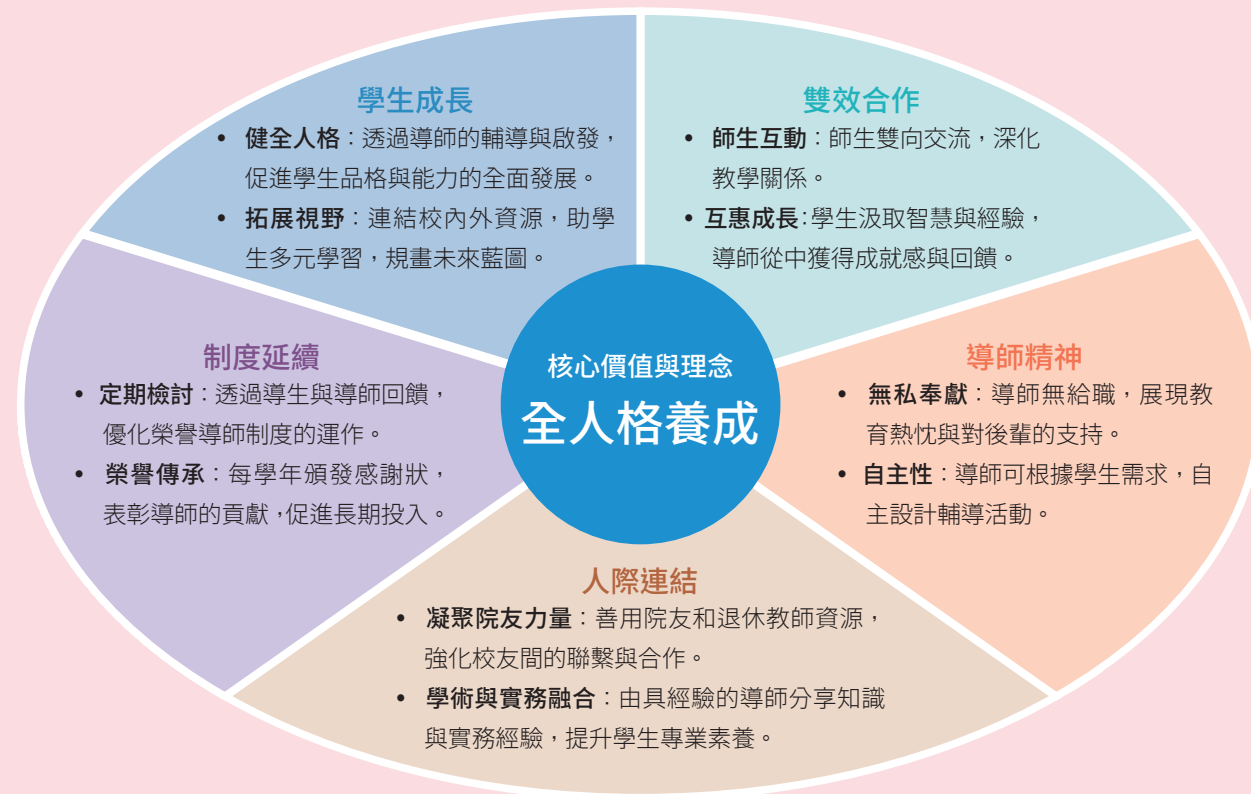 學生成長
• 健全人格：透過導師的輔導與啟發，
促進學生品格與能力的全面發展。
• 拓展視野：連結校內外資源，助學
生多元學習，規畫未來藍圖。
雙效合作
• 師生互動：師生雙向交流，深化
教學關係。
• 互惠成長：學生汲取智慧與經驗，
導師從中獲得成就感與回饋。
核心價值與理念
全人格養成
制度延續
• 定期檢討：透過導生與導師回饋，
優化榮譽導師制度的運作。
• 榮譽傳承：每學年頒發感謝狀，
表彰導師的貢獻，促進長期投入。
導師精神
• 無私奉獻：導師無給職，展現教
育熱忱與對後輩的支持。
• 自主性：導師可根據學生需求，自
主設計輔導活動。
人際連結
• 凝聚院友力量：善用院友和退休教師資源，
強化校友間的聯繫與合作。
• 學術與實務融合：由具經驗的導師分享知識
與實務經驗，提升學生專業素養。